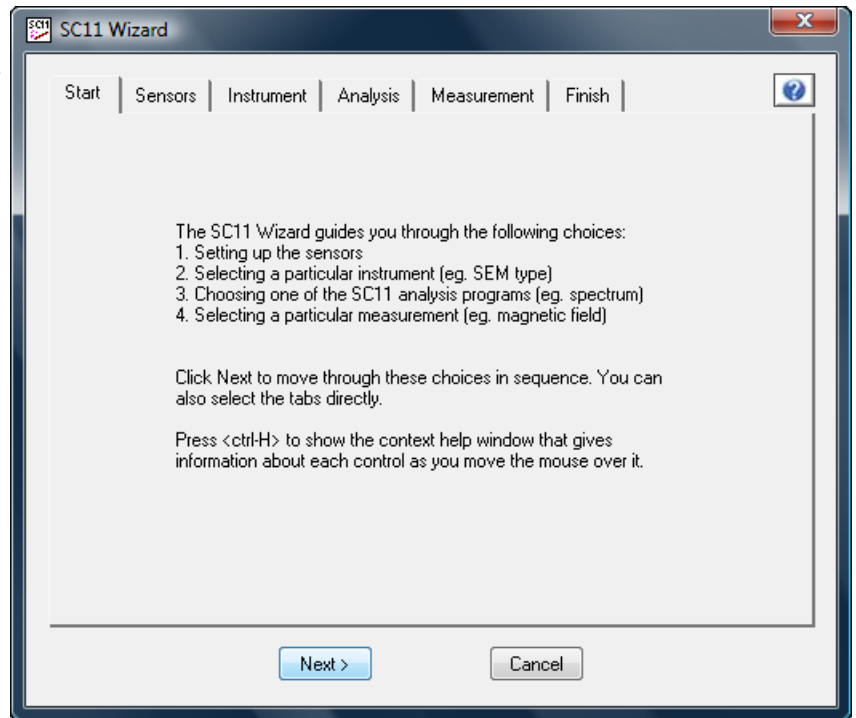 SC11 SC11 Wizard
Start Sensors Instrument Analysis Measurement Finish
The SC11 Wizard guides you through the following choices:
1. Setting up the sensors
2. Selecting a particular instrument (eg. SEM type)
3. Choosing one of the SC11 analysis programs (eg. spectrum)
4. Selecting a particular measurement (eg. magnetic field)
Click Next to move through these choices in sequence. You can
also select the tabs directly.
Press <ctrl-H> to show the context help window that gives
information about each control as you move the mouse over it.
Next > Cancel